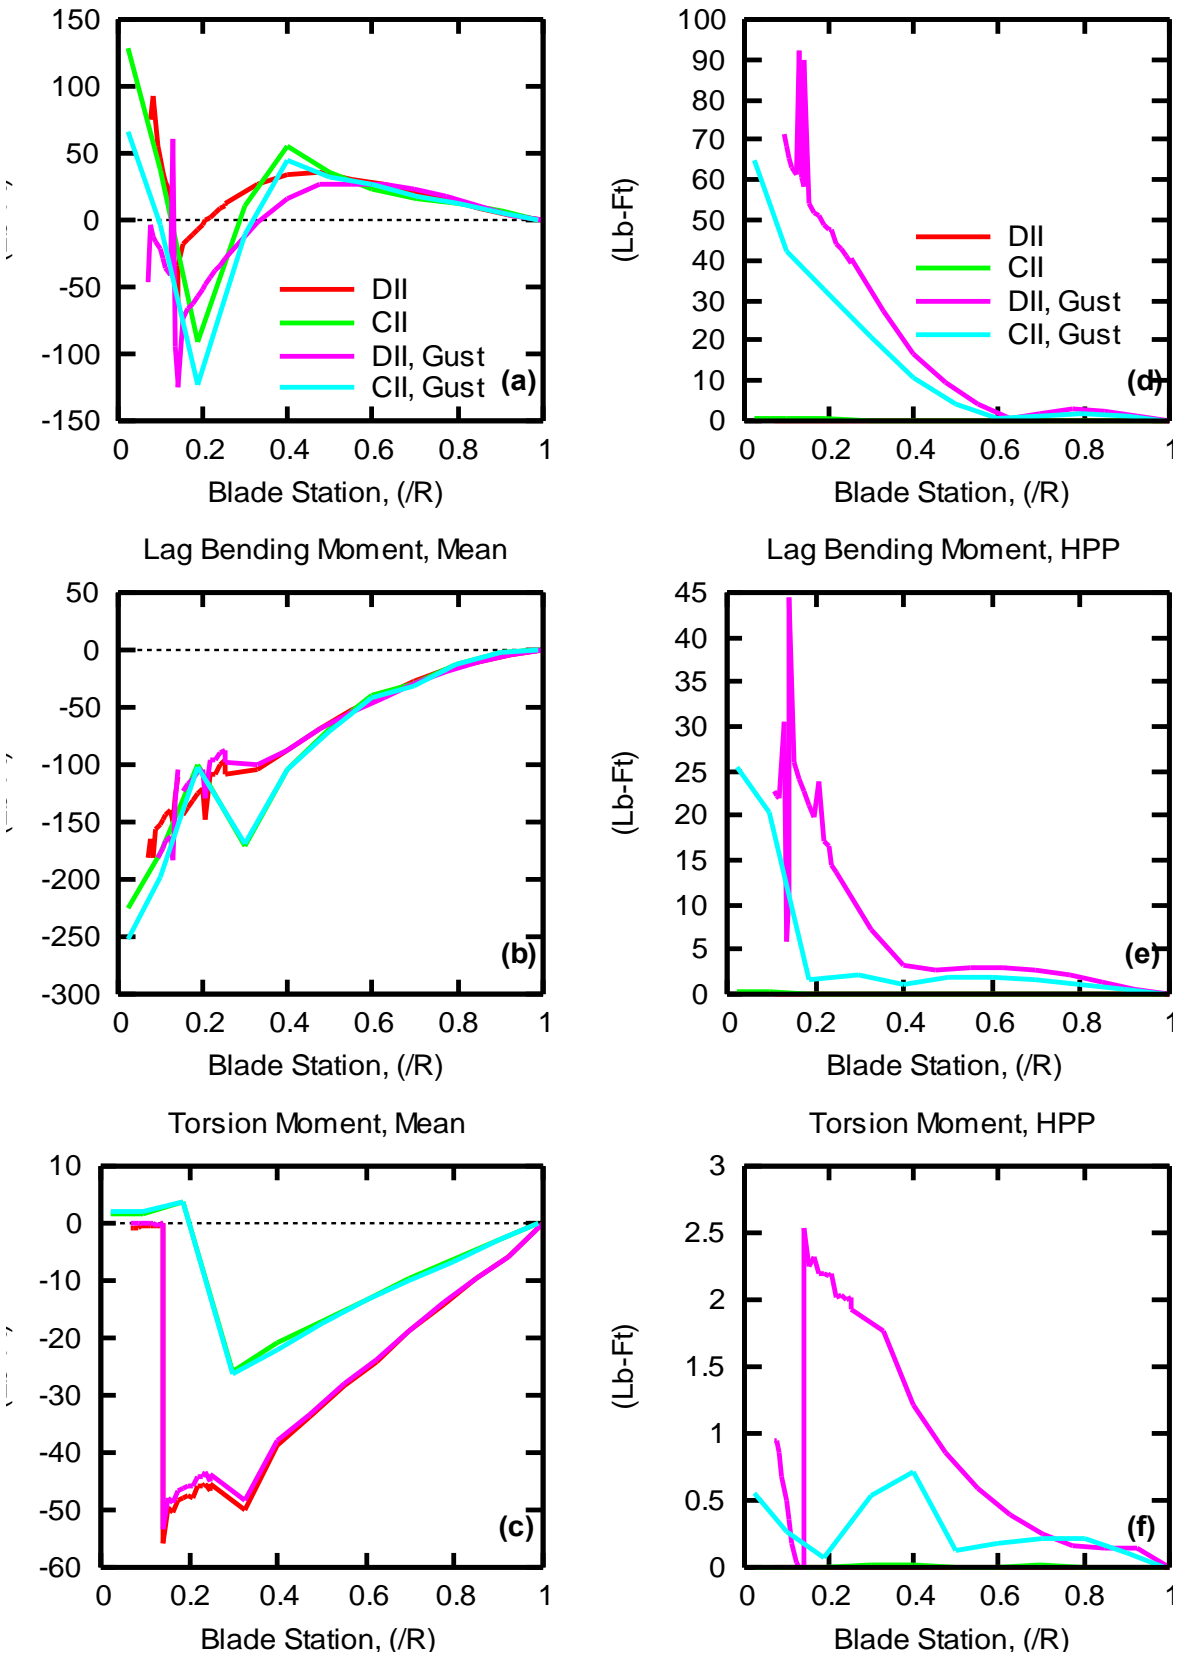 150
100
50
0
-50
-100
-150
DII
CII
DII, Gust
CII, Gust
(a)
0 0.2 0.4 0.6 0.8 1
Blade Station, (/R)
100
90
80
70
60
50
40
30
20
10
0
(Lb-Ft)
DII
CII
DII, Gust
CII, Gust
(d)
0 0.2 0.4 0.6 0.8 1
Blade Station, (/R)
Lag Bending Moment, Mean
50
0
-50
-100
-150
-200
-250
-300
(b)
0 0.2 0.4 0.6 0.8 1
Blade Station, (/R)
Lag Bending Moment, HPP
45
40
35
30
25
20
15
10
5
0
(Lb-Ft)
(e)
0 0.2 0.4 0.6 0.8 1
Blade Station, (/R)
Torsion Moment, Mean
10
0
-10
-20
-30
-40
-50
-60
(c)
0 0.2 0.4 0.6 0.8 1
Blade Station, (/R)
Torsion Moment, HPP
3
2.5
2
1.5
1
0.5
0
(Lb-Ft)
(f)
0 0.2 0.4 0.6 0.8 1
Blade Station, (/R)